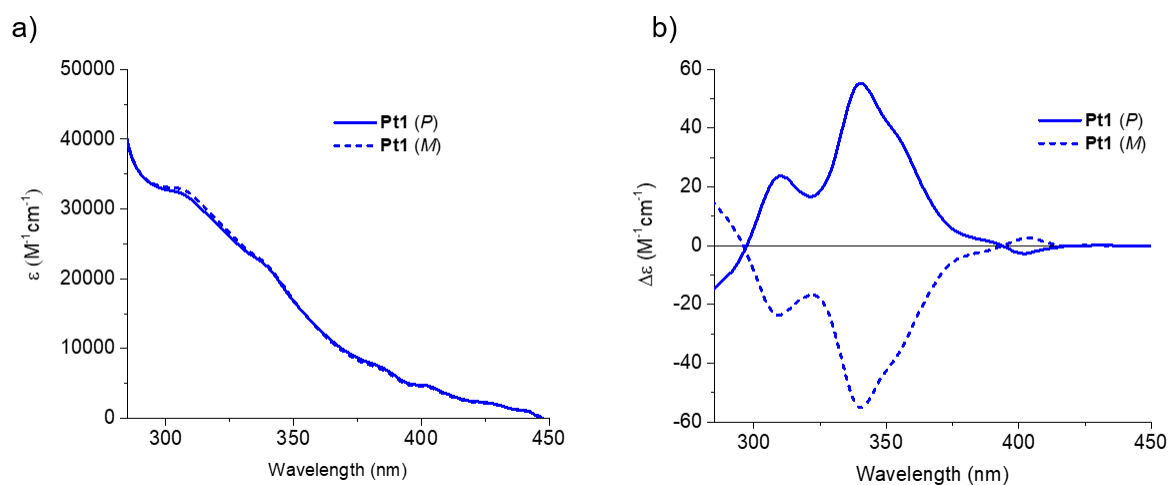 a)
50000
40000
30000
20000
10000
0
300
350
400
450
ε (M⁻¹cm⁻¹)
Wavelength (nm)
Pt1 (P)
Pt1 (M)
b)
60
40
20
0
-20
-40
-60
300
350
400
450
Δε (M⁻¹cm⁻¹)
Wavelength (nm)
Pt1 (P)
Pt1 (M)